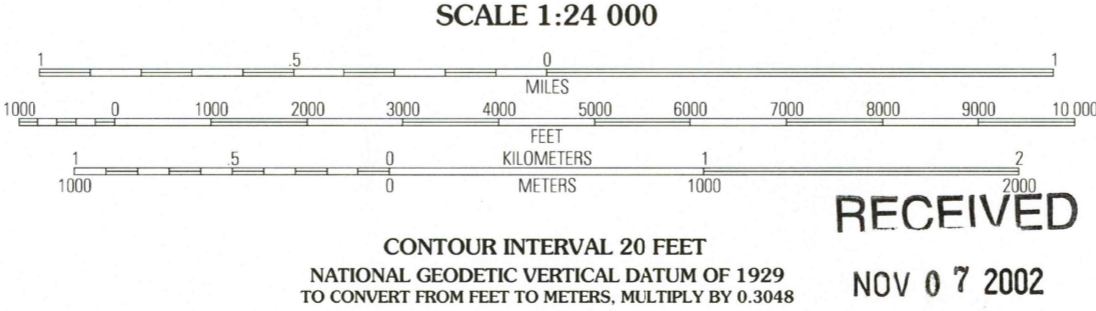 SCALE 1:24 000
1 .5 0 1
MILES
1000 0 1000 2000 3000 4000 5000 6000 7000 8000 9000 10 000
FEET
1 .5 0 KILOMETERS 1 2
1000 0 METERS 1000 2000
RECEIVED
CONTOUR INTERVAL 20 FEET
NATIONAL GEODETIC VERTICAL DATUM OF 1929
TO CONVERT FROM FEET TO METERS, MULTIPLY BY 0.3048
NOV 0 7 2002